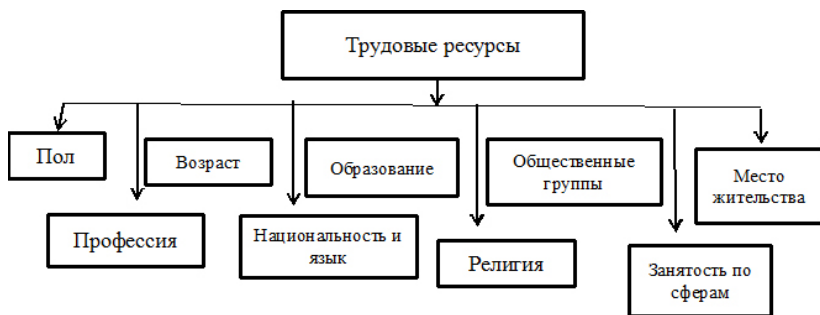 Трудовые ресурсы
Пол
Возраст
Образование
Общественные
группы
Место
жительства
Профессия
Национальность и
язык
Религия
Занятость по
сферам